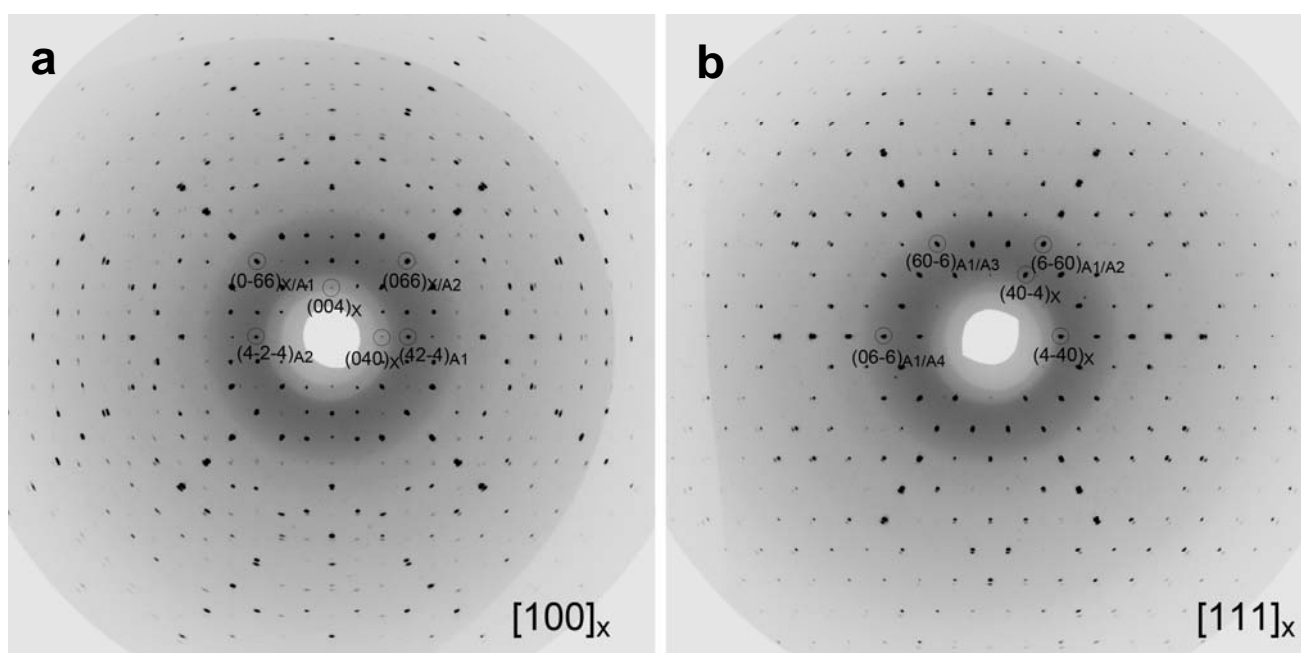 a
(0-66)X/A1
(066)X/A2
(004)X
(4-2-4)A2
(040)X
(42-4)A1
[100]X
b
(60-6)A1/A3
(6-60)A1/A2
(40-4)X
(06-6)A1/A4
(4-40)X
[111]X